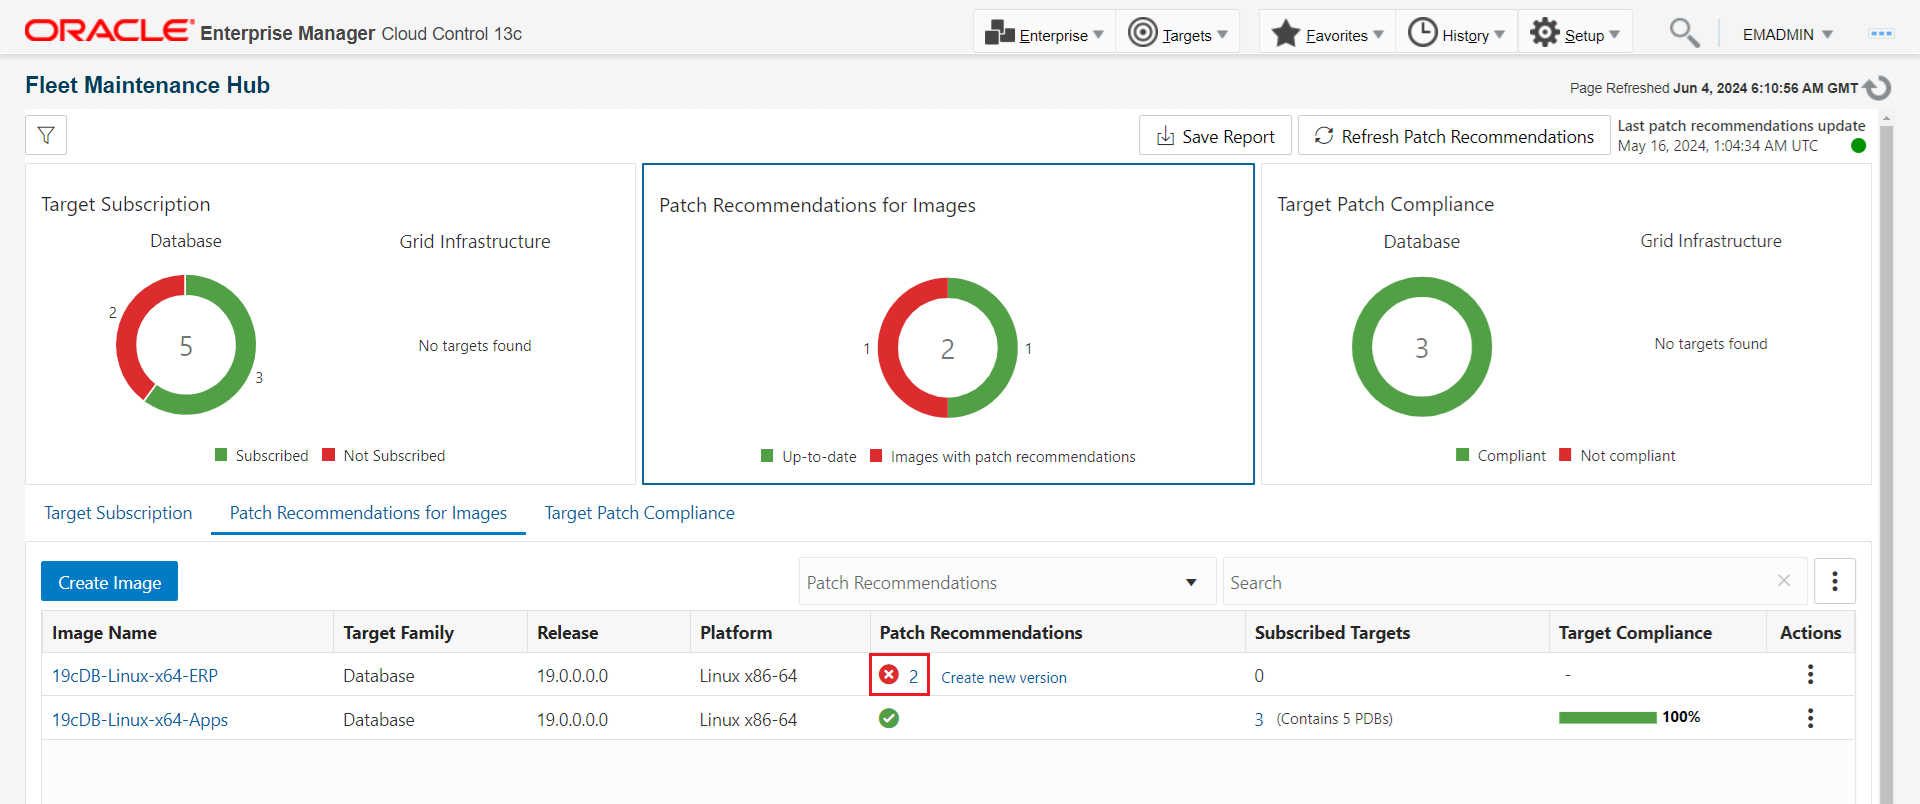 ORACLE Enterprise Manager Cloud Control 13c
Enterprise Targets Favorites History Setup EMADMIN
Fleet Maintenance Hub
Page Refreshed Jun 4, 2024 6:10:56 AM GMT
Save Report
Refresh Patch Recommendations
Last patch recommendations update
May 16, 2024, 1:04:34 AM UTC
Target Subscription
Database
Grid Infrastructure
2
5
3
No targets found
Subscribed Not Subscribed
Patch Recommendations for Images
1
2
1
Up-to-date Images with patch recommendations
Target Patch Compliance
Database
Grid Infrastructure
3
No targets found
Compliant Not compliant
Target Subscription Patch Recommendations for Images Target Patch Compliance
Create Image Patch Recommendations Search
Image Name Target Family Release Platform Patch Recommendations Subscribed Targets Target Compliance Actions
19cDB-Linux-x64-ERP Database 19.0.0.0.0 Linux x86-64 2 Create new version 0 -
19cDB-Linux-x64-Apps Database 19.0.0.0.0 Linux x86-64 3 (Contains 5 PDBs) 100%